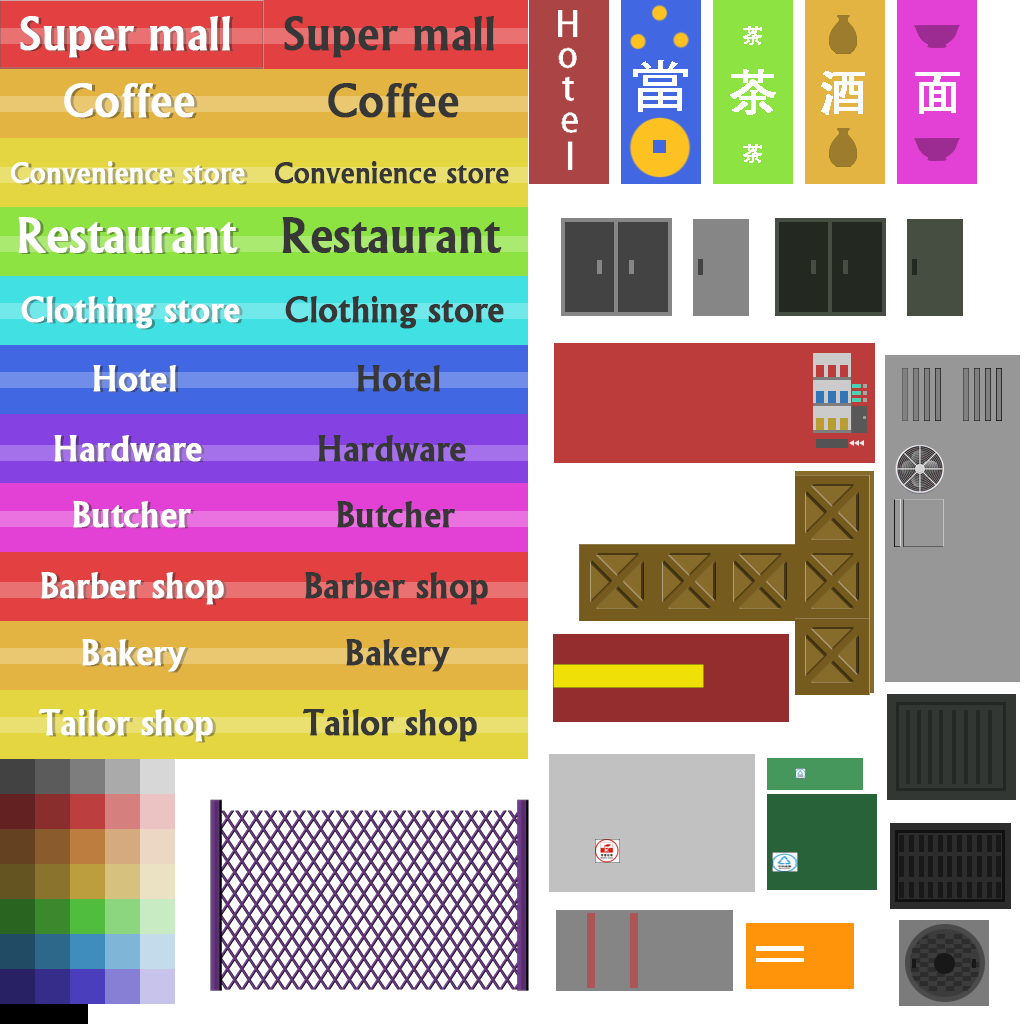 Super mall Super mall
Coffee Coffee
Convenience store Convenience store
Restaurant Restaurant
Clothing store Clothing store
Hotel Hotel
Hardware Hardware
Butcher Butcher
Barber shop Barber shop
Bakery Bakery
Tailor shop Tailor shop
Hotel
當
茶
茶
茶
酒
面